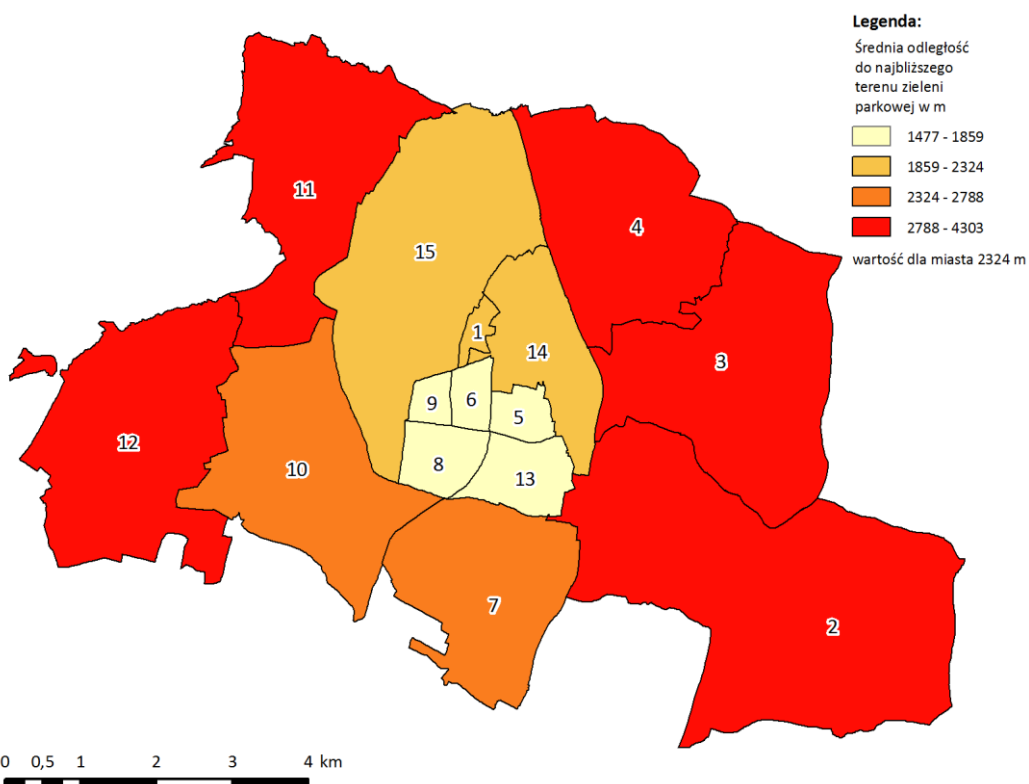 Legenda:
Średnia odległość
do najbliższego
terenu zieleni
parkowej w m
1477 - 1859
1859 - 2324
2324 - 2788
2788 - 4303
wartość dla miasta 2324 m
11
4
15
1
14
3
6
9
5
12
8
10
13
7
2
0 0,5 1 2 3 4 km